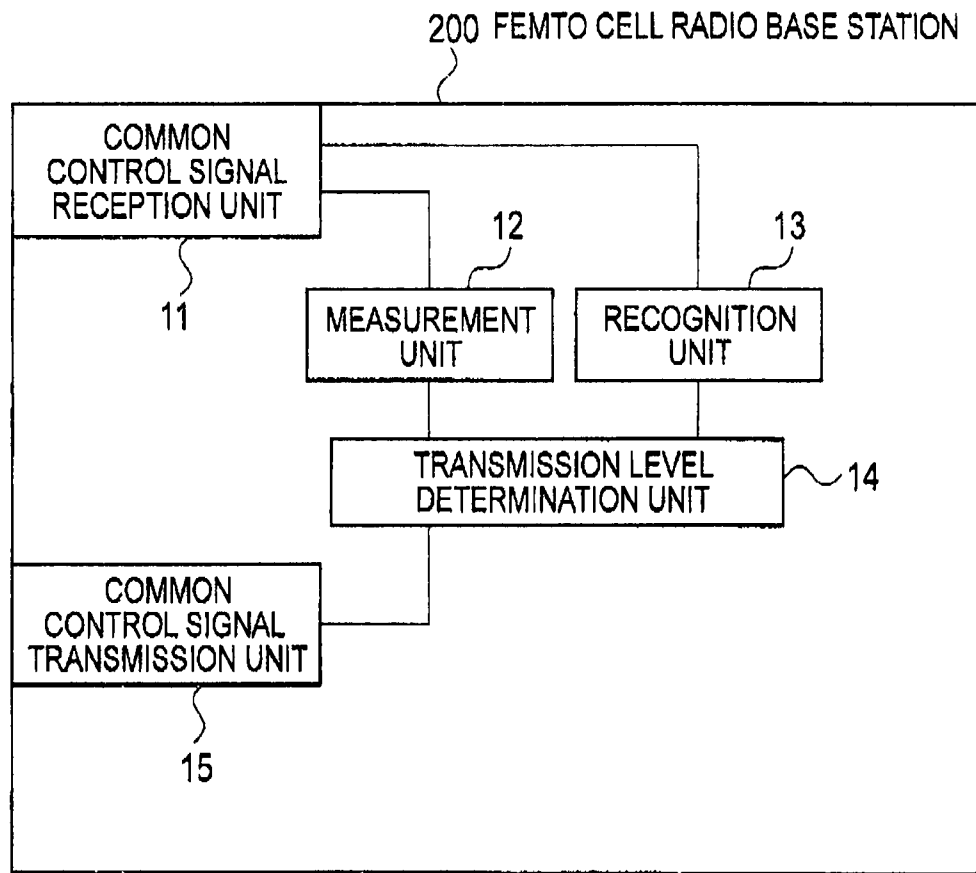 200 FEMTO CELL RADIO BASE STATION
COMMON
CONTROL SIGNAL
RECEPTION UNIT
11
12
13
MEASUREMENT
UNIT
RECOGNITION
UNIT
TRANSMISSION LEVEL
DETERMINATION UNIT
14
COMMON
CONTROL SIGNAL
TRANSMISSION UNIT
15